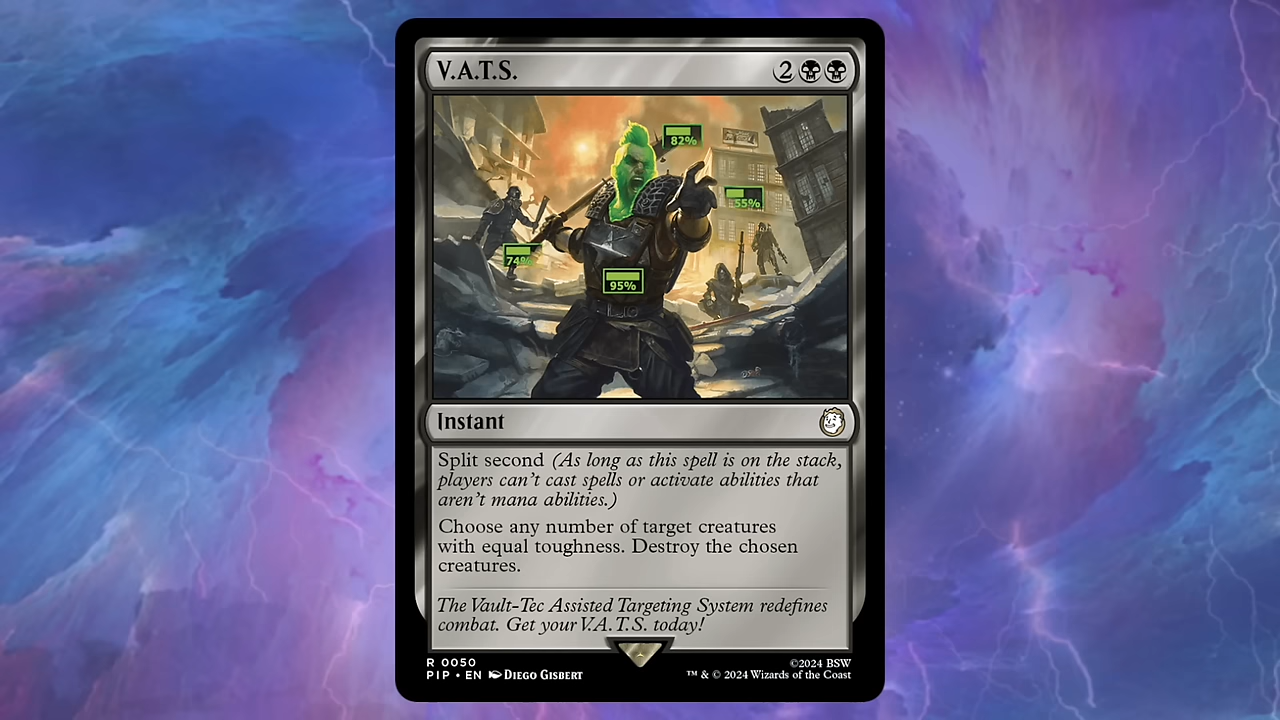 V.A.T.S. 2
82%
55%
74%
95%
Instant
Split second (As long as this spell is on the stack,
players can't cast spells or activate abilities that
aren't mana abilities.)
Choose any number of target creatures
with equal toughness. Destroy the chosen
creatures.
The Vault-Tec Assisted Targeting System redefines
combat. Get your V.A.T.S. today!
R 0050
PIP • EN Diego Gisbert
©2024 BSW
™ & © 2024 Wizards of the Coast